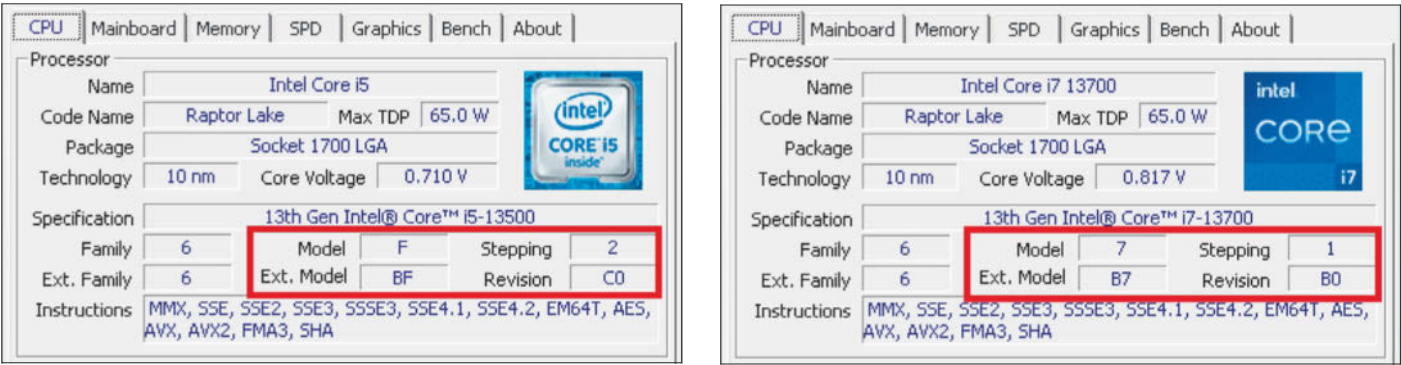 CPU Mainboard Memory SPD Graphics Bench About
Processor
Name Intel Core i5
Code Name Raptor Lake Max TDP 65.0 W
Package Socket 1700 LGA
Technology 10 nm Core Voltage 0.710 V
intel
CORE™ i5
inside™
Specification 13th Gen Intel® Core™ i5-13500
Family 6 Model F Stepping 2
Ext. Family 6 Ext. Model BF Revision C0
Instructions MMX, SSE, SSE2, SSE3, SSSE3, SSE4.1, SSE4.2, EM64T, AES,
AVX, AVX2, FMA3, SHA
CPU Mainboard Memory SPD Graphics Bench About
Processor
Name Intel Core i7 13700
Code Name Raptor Lake Max TDP 65.0 W
Package Socket 1700 LGA
Technology 10 nm Core Voltage 0.817 V
intel
CORE
i7
Specification 13th Gen Intel® Core™ i7-13700
Family 6 Model 7 Stepping 1
Ext. Family 6 Ext. Model B7 Revision B0
Instructions MMX, SSE, SSE2, SSE3, SSSE3, SSE4.1, SSE4.2, EM64T, AES,
AVX, AVX2, FMA3, SHA